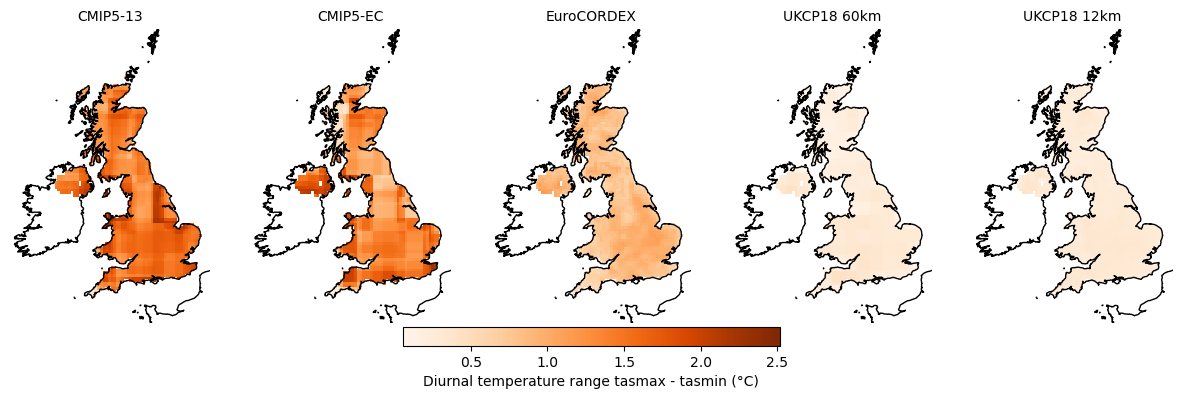 CMIP5-13
CMIP5-EC
EuroCORDEX
UKCP18 60km
UKCP18 12km
0.5 1.0 1.5 2.0 2.5
Diurnal temperature range tasmax - tasmin (°C)